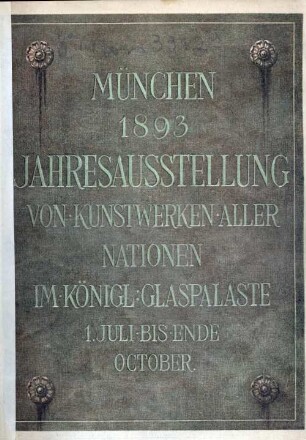 MÜNCHEN
1893
JAHRESAUSSTELLUNG
VON·KUNSTWERKEN·ALLER
NATIONEN
IM·KÖNIGL:GLASPALASTE
1.JULI·BIS·ENDE
OCTOBER.